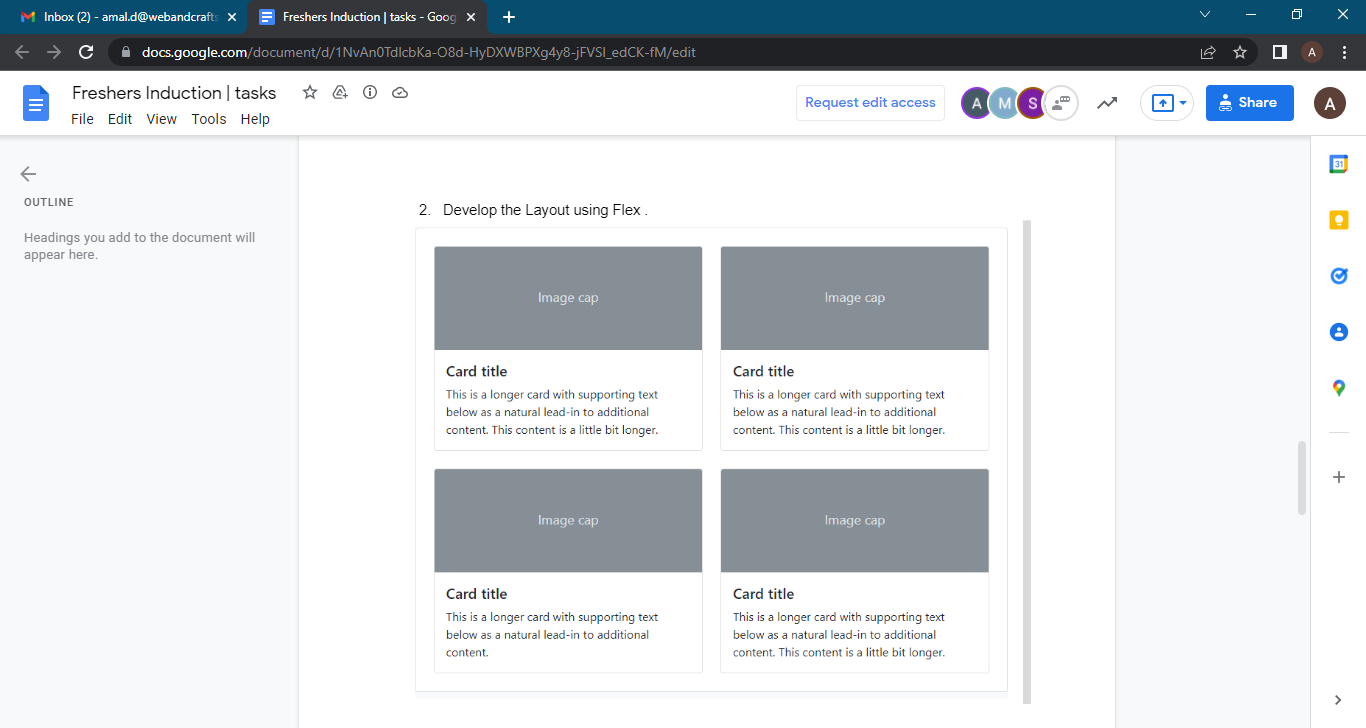 Inbox (2) - amal.d@webandcrafts
Freshers Induction | tasks - Goog
docs.google.com/document/d/1NvAn0TdIcbKa-O8d-HyDXWBPXg4y8-jFVSI_edCK-fM/edit
A
Freshers Induction | tasks
File Edit View Tools Help
Request edit access
A M S
Share
A
31
OUTLINE
Headings you add to the document will
appear here.
2. Develop the Layout using Flex .
Image cap
Card title
This is a longer card with supporting text
below as a natural lead-in to additional
content. This content is a little bit longer.
Image cap
Card title
This is a longer card with supporting text
below as a natural lead-in to additional
content. This content is a little bit longer.
Image cap
Card title
This is a longer card with supporting text
below as a natural lead-in to additional
content.
Image cap
Card title
This is a longer card with supporting text
below as a natural lead-in to additional
content. This content is a little bit longer.